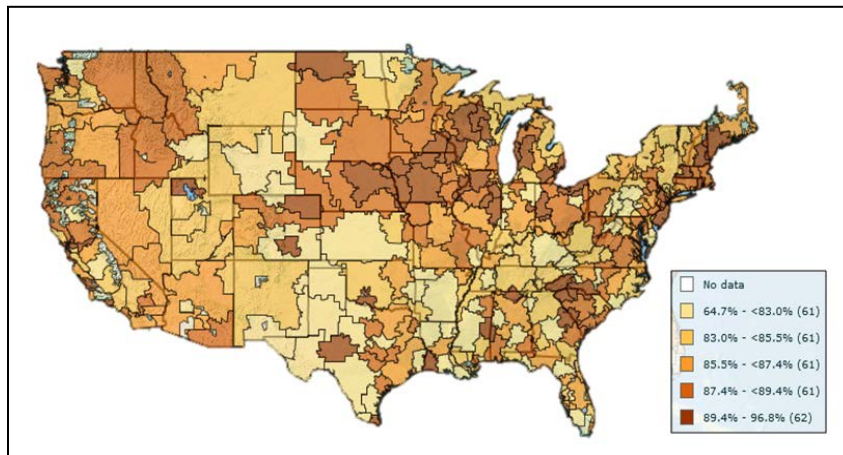 No data
64.7% - <83.0% (61)
83.0% - <85.5% (61)
85.5% - <87.4% (61)
87.4% - <89.4% (61)
89.4% - 96.8% (62)